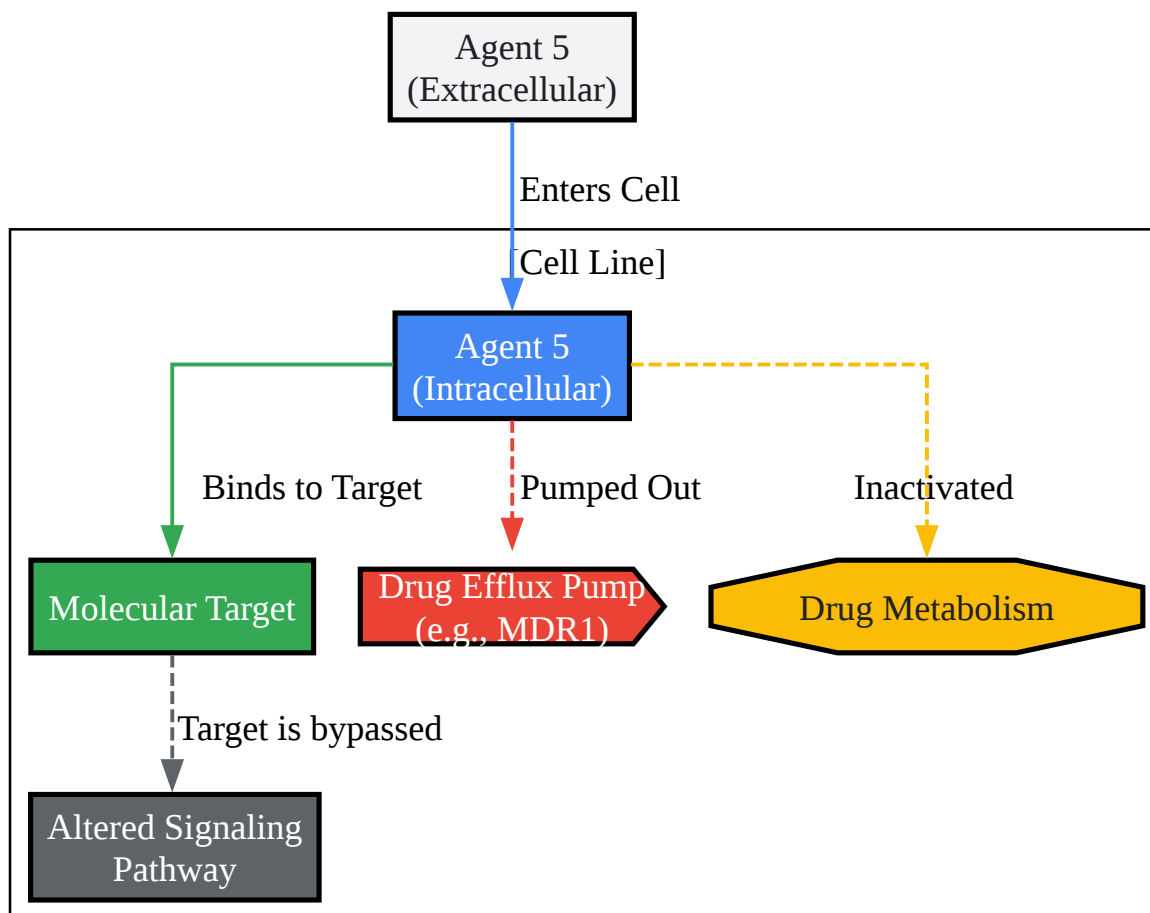 Agent 5
(Extracellular)
Enters Cell
[Cell Line]
Agent 5
(Intracellular)
Binds to Target
Pumped Out
Inactivated
Molecular Target
Drug Efflux Pump
(e.g., MDR1)
Drug Metabolism
Target is bypassed
Altered Signaling
Pathway